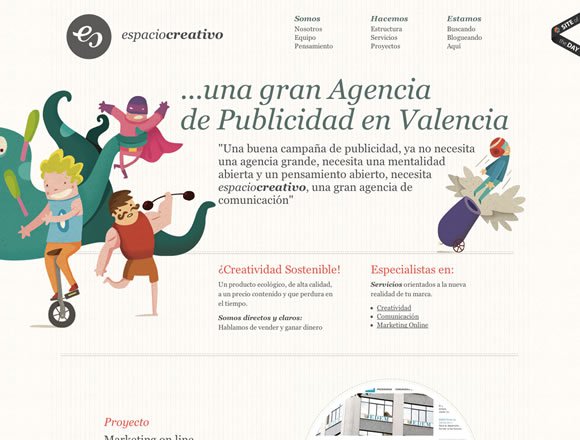 espaciocreativo
Somos
Nosotros
Equipo
Pensamiento
Hacemos
Estructura
Servicios
Proyectos
Estamos
Buscando
Blogueando
Aquí
SITE of
the DAY
...una gran Agencia
de Publicidad en Valencia
"Una buena campaña de publicidad, ya no necesita
una agencia grande, necesita una mentalidad
abierta y un pensamiento abierto, necesita
espaciocreativo, una gran agencia de
comunicación"
¿Creatividad Sostenible!
Un producto ecológico, de alta calidad,
a un precio contenido y que perdura en
el tiempo.
Somos directos y claros:
Hablamos de vender y ganar dinero
Especialistas en:
Servicios orientados a la nueva
realidad de tu marca.
Creatividad
Comunicación
Marketing Online
Proyecto
Marketing on line